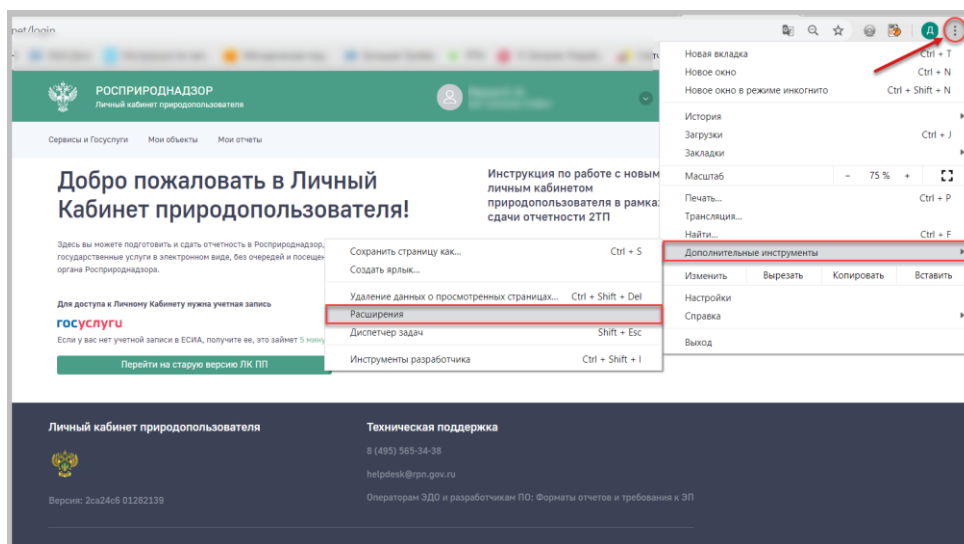 net/login
Д
РОСПРИРОДНАДЗОР
Личный кабинет природопользователя
Сервисы и Госуслуги Мои объекты Мои отчеты
Добро пожаловать в Личный
Кабинет природопользователя!
Инструкция по работе с новым
личным кабинетом
природопользователя в рамка
сдачи отчетности 2ТП
Здесь вы можете подготовить и сдать отчетность в Росприроднадзор,
государственные услуги в электронном виде, без очередей и посещен
органа Росприроднадзора.
Для доступа к Личному Кабинету нужна учетная запись
госуслуги
Если у вас нет учетной записи в ЕСИА, получите ее, это займет 5 мину
Перейти на старую версию ЛК ПП
Новая вкладка Ctrl + T
Новое окно Ctrl + N
Новое окно в режиме инкогнито Ctrl + Shift + N
История
Загрузки Ctrl + J
Закладки
Масштаб - 75 % +
Печать... Ctrl + P
Трансляция...
Найти... Ctrl + F
Дополнительные инструменты
Изменить Вырезать Копировать Вставить
Настройки
Справка
Выход
Сохранить страницу как... Ctrl + S
Создать ярлык...
Удаление данных о просмотренных страницах... Ctrl + Shift + Del
Расширения
Диспетчер задач Shift + Esc
Инструменты разработчика Ctrl + Shift + I
Личный кабинет природопользователя
Версия: 2ca24c6 01282139
Техническая поддержка
8 (495) 565-34-38
helpdesk@rpn.gov.ru
Операторам ЭДО и разработчикам ПО: Форматы отчетов и требования к ЭП